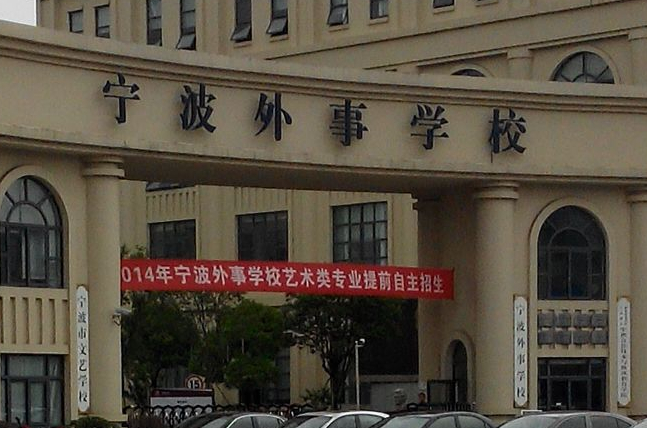 宁波外事学校
014年宁波外事学校艺术类专业提前自主招生
宁波市文艺学校
宁波外事学校
15